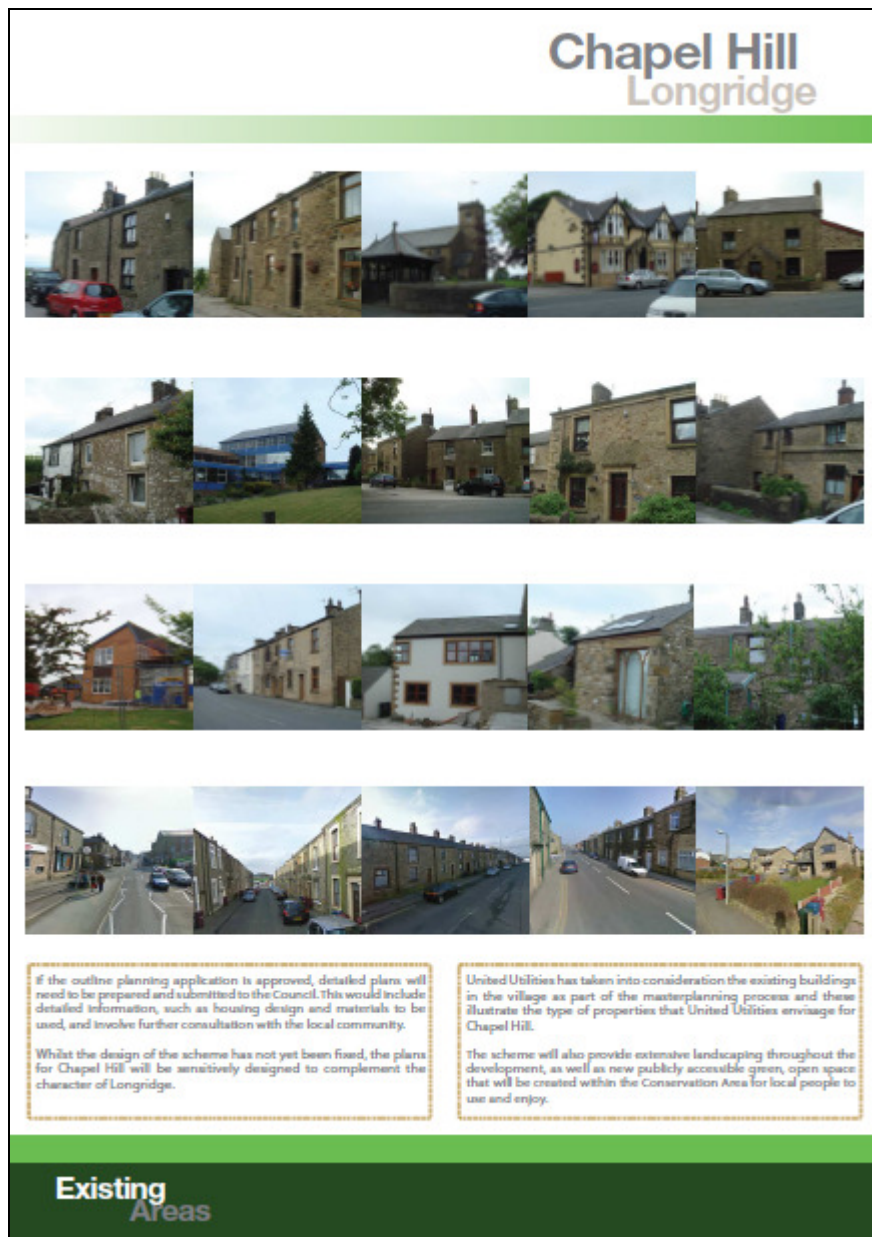 Chapel Hill
Longridge
If the outline planning application is approved, detailed plans will
need to be prepared and submitted to the Council. This would include
detailed information, such as housing design and materials to be
used, and involve further consultation with the local community.
Whilst the design of the scheme has not yet been fixed, the plans
for Chapel Hill will be sensitively designed to complement the
character of Longridge.
United Utilities has taken into consideration the existing buildings
in the village as part of the masterplanning process and these
illustrate the type of properties that United Utilities envisage for
Chapel Hill.
The scheme will also provide extensive landscaping throughout the
development, as well as new publicly accessible green, open space
that will be created within the Conservation Area for local people to
use and enjoy.
Existing
Areas